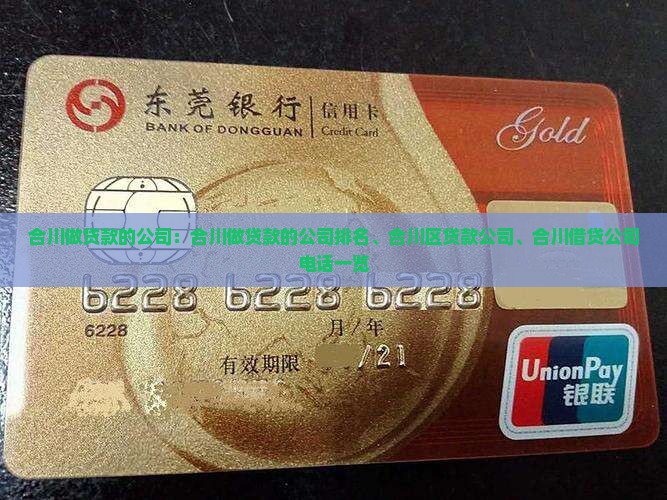 东莞银行 信用卡
BANK OF DONGGUAN Credit Card
Gold
合川做贷款的公司:合川做贷款的公司排名、合川区贷款公司、合川借贷公司
电话一览
6228 6228 6228
6228
月/年
有效期限 /21
UnionPay
银联